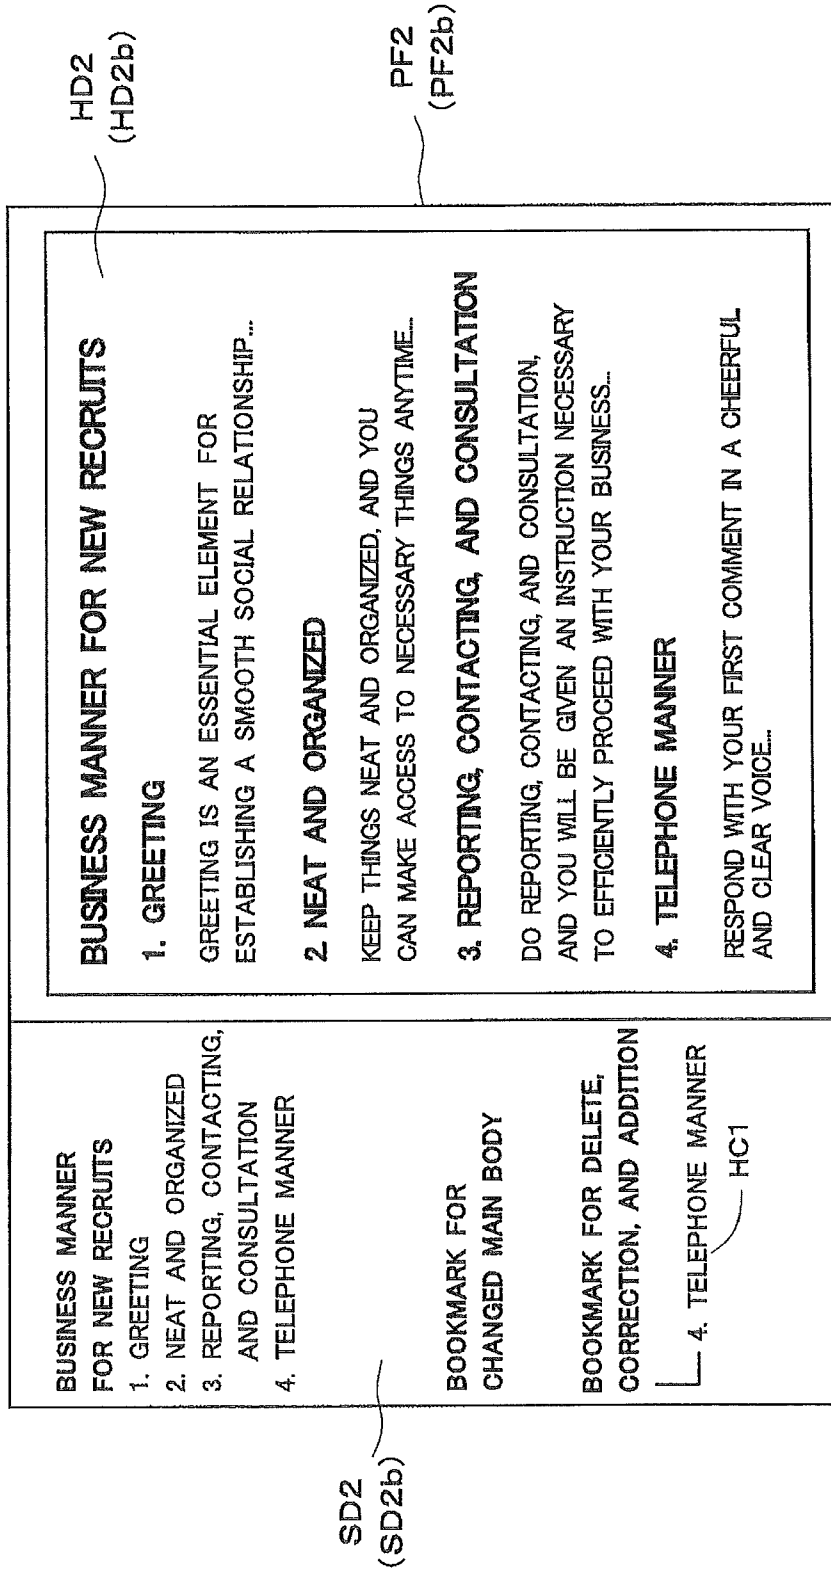 HD2
(HD2b)
PF2
(PF2b)
BUSINESS MANNER FOR NEW RECRUITS
1. GREETING
GREETING IS AN ESSENTIAL ELEMENT FOR
ESTABLISHING A SMOOTH SOCIAL RELATIONSHIP...
2. NEAT AND ORGANIZED
KEEP THINGS NEAT AND ORGANIZED, AND YOU
CAN MAKE ACCESS TO NECESSARY THINGS ANYTIME...
3. REPORTING, CONTACTING, AND CONSULTATION
DO REPORTING, CONTACTING, AND CONSULTATION,
AND YOU WILL BE GIVEN AN INSTRUCTION NECESSARY
TO EFFICIENTLY PROCEED WITH YOUR BUSINESS...
4. TELEPHONE MANNER
RESPOND WITH YOUR FIRST COMMENT IN A CHEERFUL
AND CLEAR VOICE...
BUSINESS MANNER
FOR NEW RECRUITS
1. GREETING
2. NEAT AND ORGANIZED
3. REPORTING, CONTACTING,
AND CONSULTATION
4. TELEPHONE MANNER
BOOKMARK FOR
CHANGED MAIN BODY
BOOKMARK FOR DELETE,
CORRECTION, AND ADDITION
4. TELEPHONE MANNER
HC1
SD2
(SD2b)